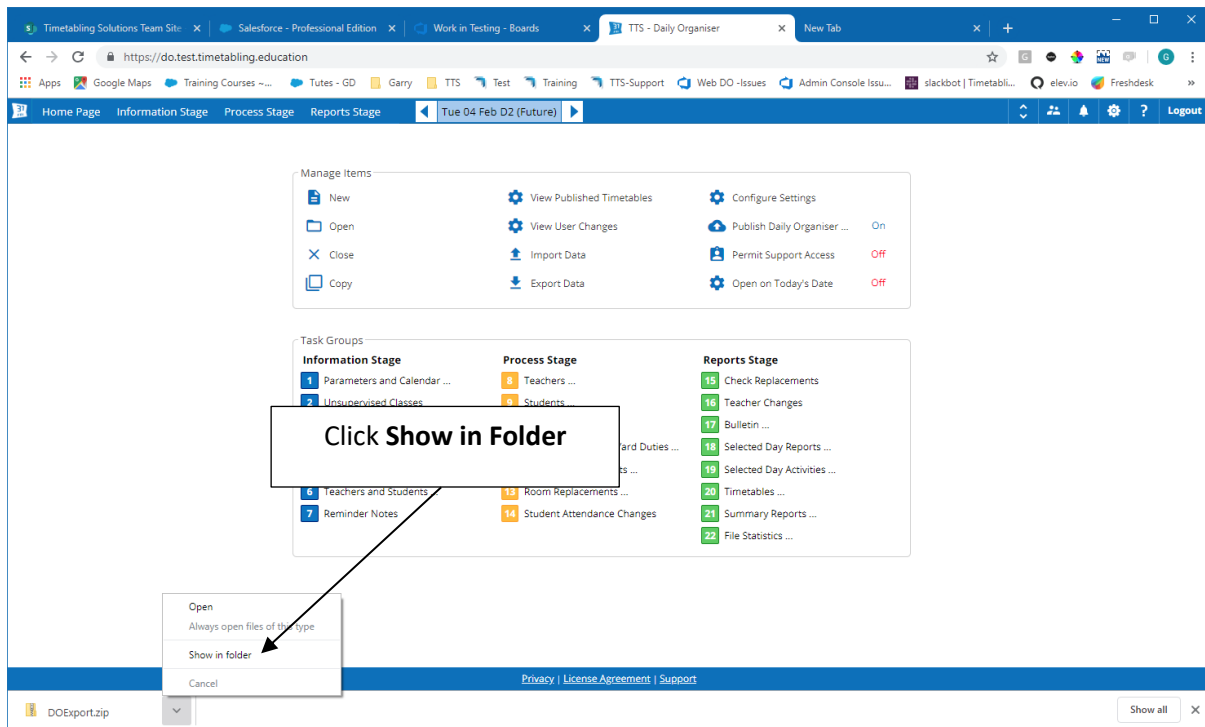 Timetabling Solutions Team Site
Salesforce - Professional Edition
Work in Testing - Boards
TTS - Daily Organiser
New Tab
https://do.test.timetabling.education
Apps Google Maps Training Courses ~... Tutes - GD Garry TTS Test Training TTS-Support Web DO -Issues Admin Console Issu... slackbot | Timetabli... elev.io Freshdesk »
Home Page Information Stage Process Stage Reports Stage Tue 04 Feb D2 (Future) ? Logout
Manage Items
New View Published Timetables Configure Settings
Open View User Changes Publish Daily Organiser ... On
Close Import Data Permit Support Access Off
Copy Export Data Open on Today's Date Off
Task Groups
Information Stage Process Stage Reports Stage
1 Parameters and Calendar ... 8 Teachers ... 15 Check Replacements
2 Unsupervised Classes 9 Students ... 16 Teacher Changes
17 Bulletin ...
Click Show in Folder
Yard Duties ... 18 Selected Day Reports ...
ts ... 19 Selected Day Activities ...
6 Teachers and Students ... 13 Room Replacements ... 20 Timetables ...
7 Reminder Notes 14 Student Attendance Changes 21 Summary Reports ...
22 File Statistics ...
Open
Always open files of this type
Show in folder
Cancel
Privacy | License Agreement | Support
DOExport.zip Show all